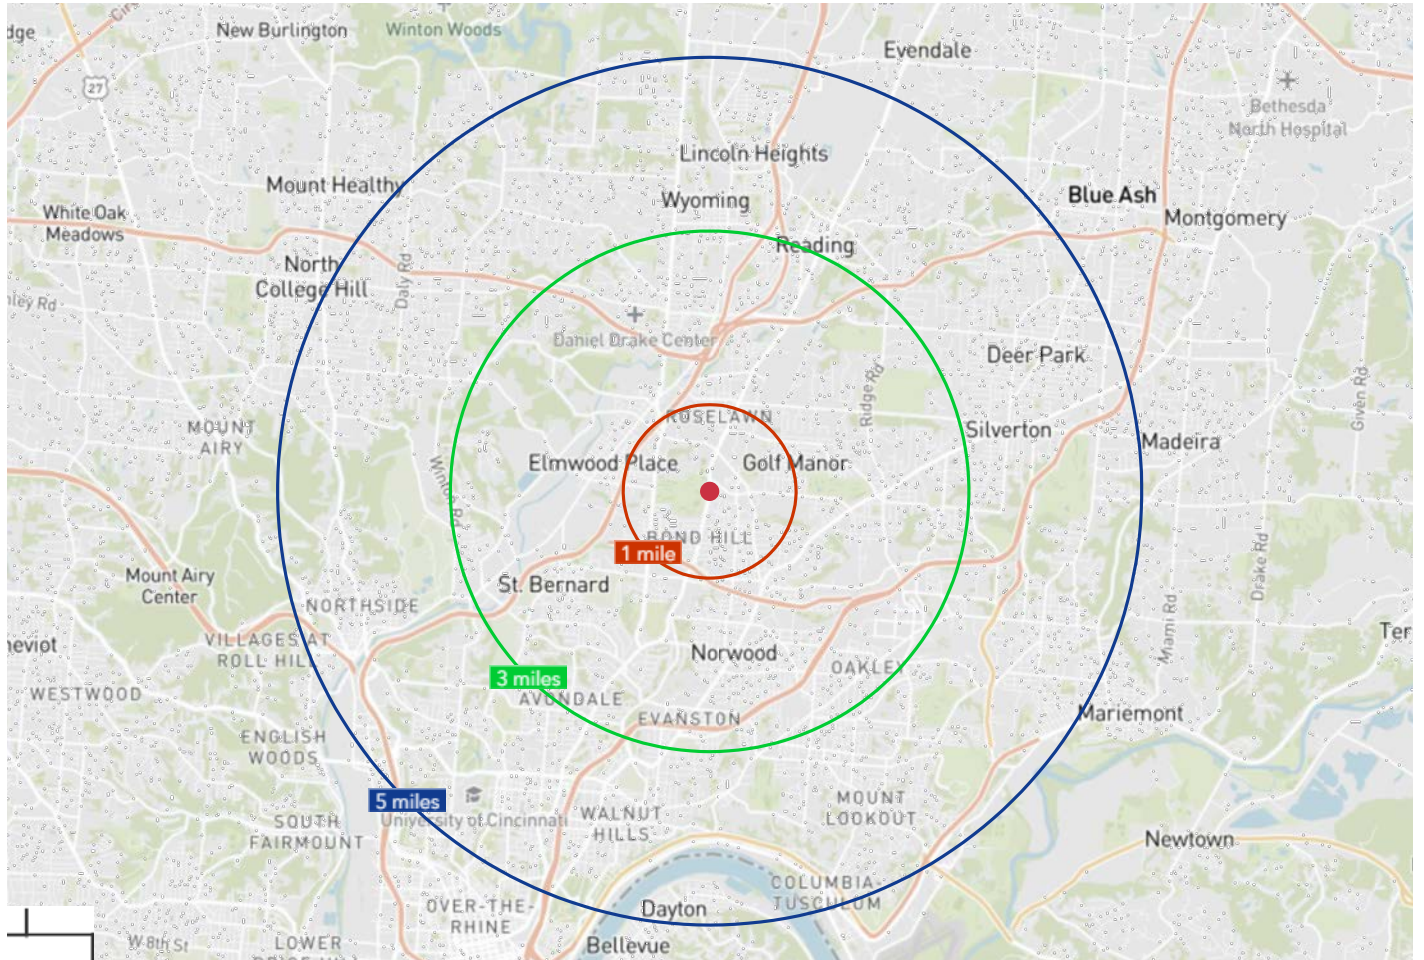 dge
New Burlington
Winton Woods
Evendale
27
Bethesda
North Hospital
Lincoln Heights
Mount Healthy
Wyoming
Blue Ash
White Oak
Meadows
Montgomery
Reading
North
College Hill
Daly Rd
nley Rd
Daniel Drake Center
Deer Park
Ridge Rd
Given Rd
ROSELAWN
MOUNT
AIRY
Silverton
Madeira
Elmwood Place
Golf Manor
Winton Rd
BOND HILL
1 mile
Mount Airy
Center
St. Bernard
Drake Rd
NORTHSIDE
Miami Rd
heviot
VILLAGES AT
ROLL HILL
Norwood
OAKLEY
Ter
WESTWOOD
3 miles
AVONDALE
EVANSTON
Mariemont
ENGLISH
WOODS
5 miles
University of Cincinnati
WALNUT
HILLS
MOUNT
LOOKOUT
SOUTH
FAIRMOUNT
Newtown
COLUMBIA-
TUSCULUM
OVER-THE-
RHINE
Dayton
W 8th St
LOWER
Bellevue